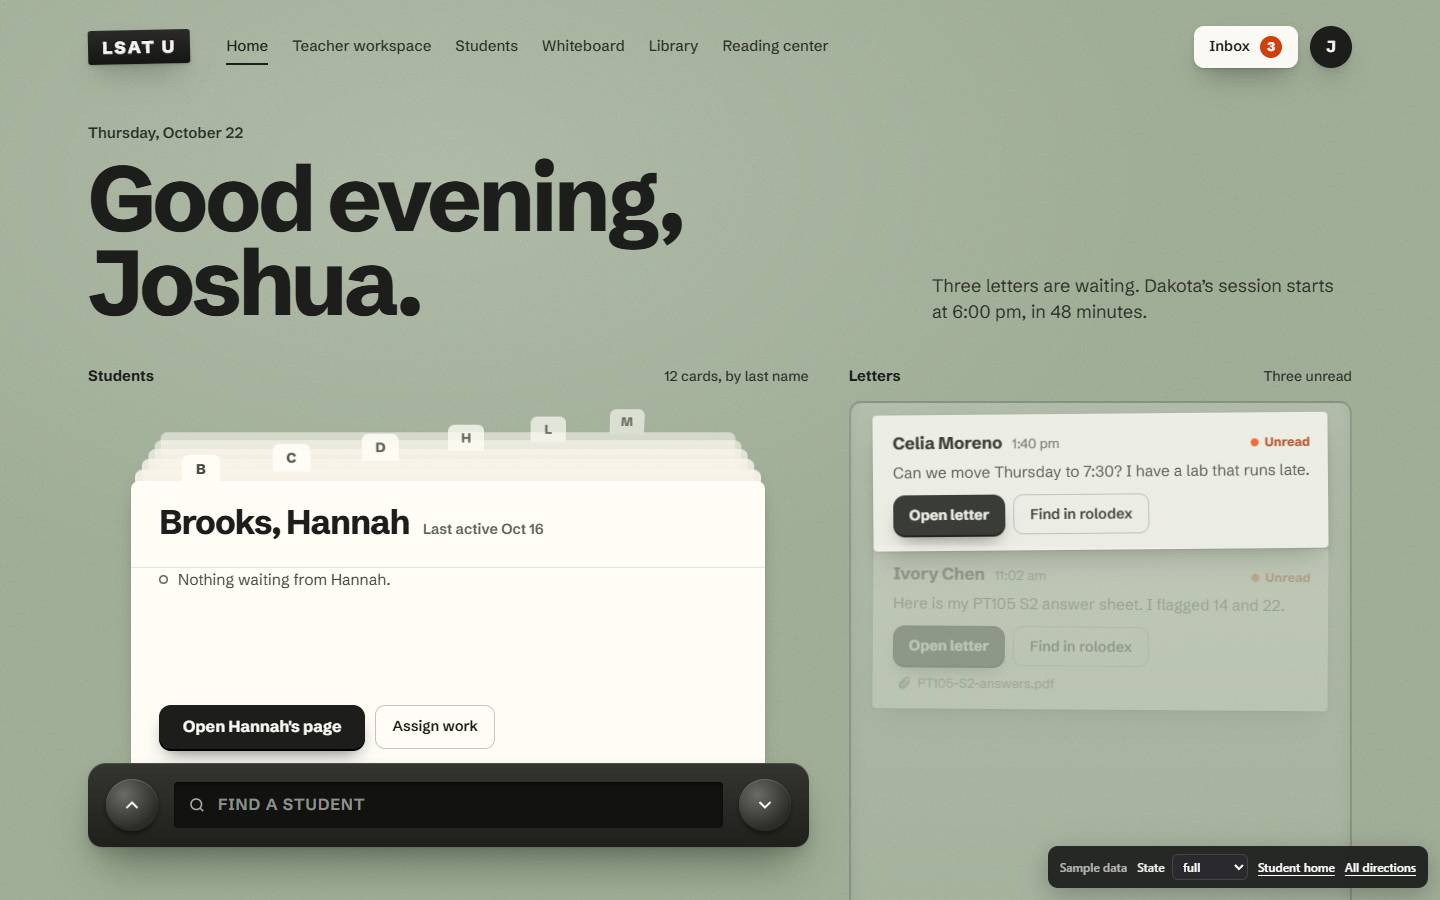 LSAT U
Home
Teacher workspace
Students
Whiteboard
Library
Reading center
Inbox 3
J
Thursday, October 22
Good evening,
Joshua.
Three letters are waiting. Dakota’s session starts
at 6:00 pm, in 48 minutes.
Students
12 cards, by last name
B
C
D
H
L
M
Brooks, Hannah Last active Oct 16
Nothing waiting from Hannah.
Open Hannah's page
Assign work
FIND A STUDENT
Letters
Three unread
Celia Moreno 1:40 pm
Unread
Can we move Thursday to 7:30? I have a lab that runs late.
Open letter
Find in rolodex
Ivory Chen 11:02 am
Unread
Here is my PT105 S2 answer sheet. I flagged 14 and 22.
Open letter
Find in rolodex
PT105-S2-answers.pdf
Sample data State full Student home All directions